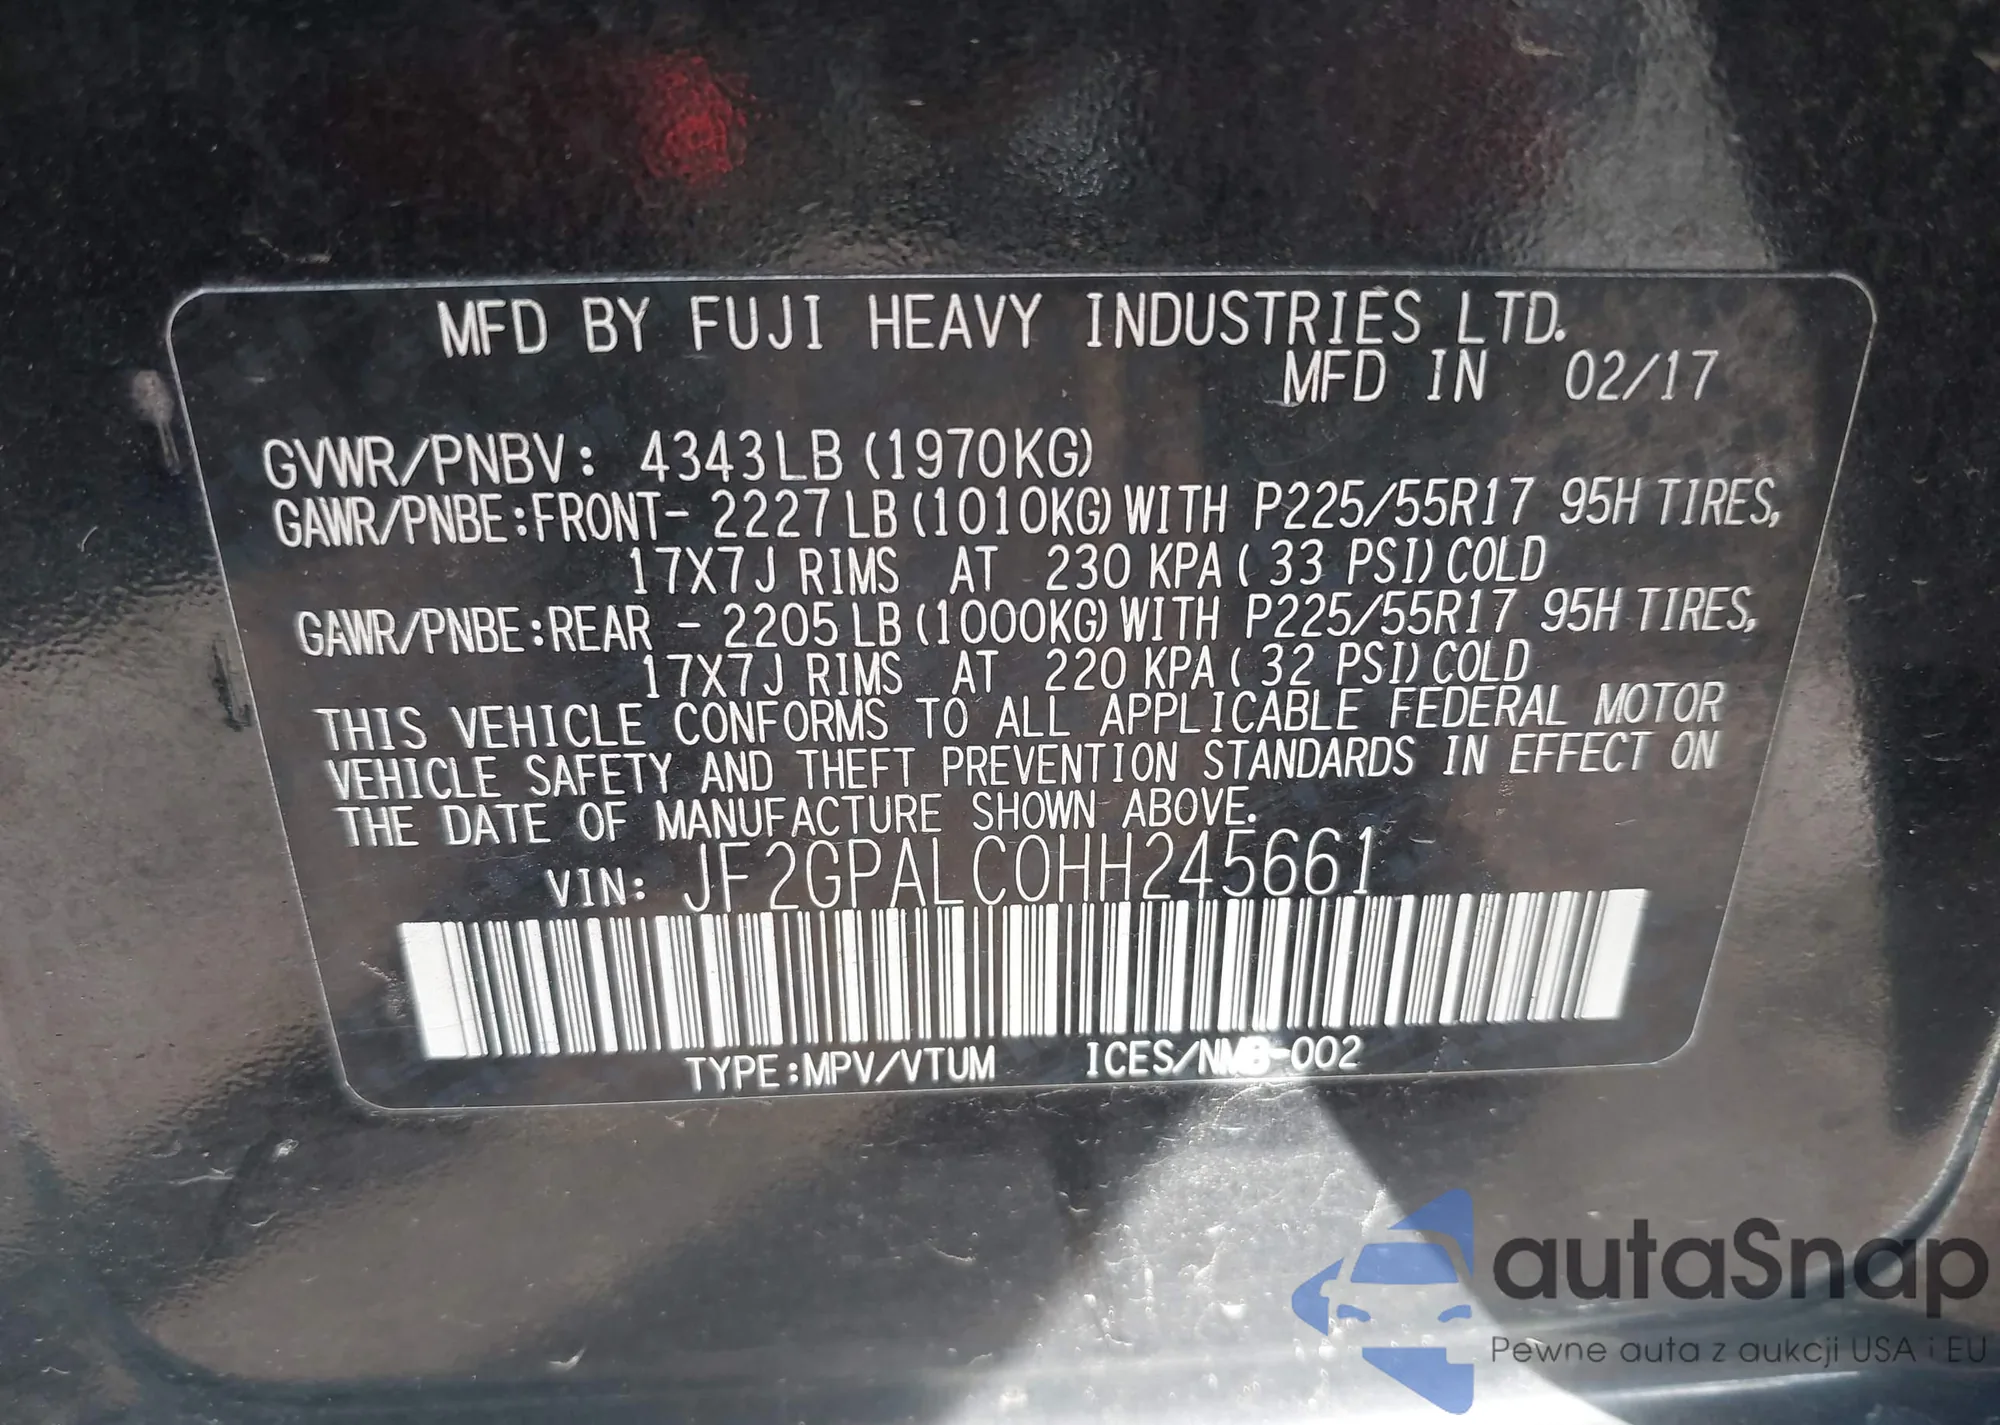 MFD BY FUJI HEAVY INDUSTRIES LTD.
MFD IN 02/17
GVWR/PNBV: 4343LB (1970KG)
GAWR/PNBE:FRONT- 2227 LB (1010KG) WITH P225/55R17 95H TIRES,
17X7J RIMS AT 230 KPA ( 33 PSI) COLD
GAWR/PNBE:REAR - 2205 LB (1000KG) WITH P225/55R17 95H TIRES,
17X7J RIMS AT 220 KPA ( 32 PSI) COLD
THIS VEHICLE CONFORMS TO ALL APPLICABLE FEDERAL MOTOR
VEHICLE SAFETY AND THEFT PREVENTION STANDARDS IN EFFECT ON
THE DATE OF MANUFACTURE SHOWN ABOVE.
VIN: JF2GPALC0HH245661
TYPE:MPV/VTUM ICES/NMB-002
autaSnap
Pewne auta z aukcji USA i EU